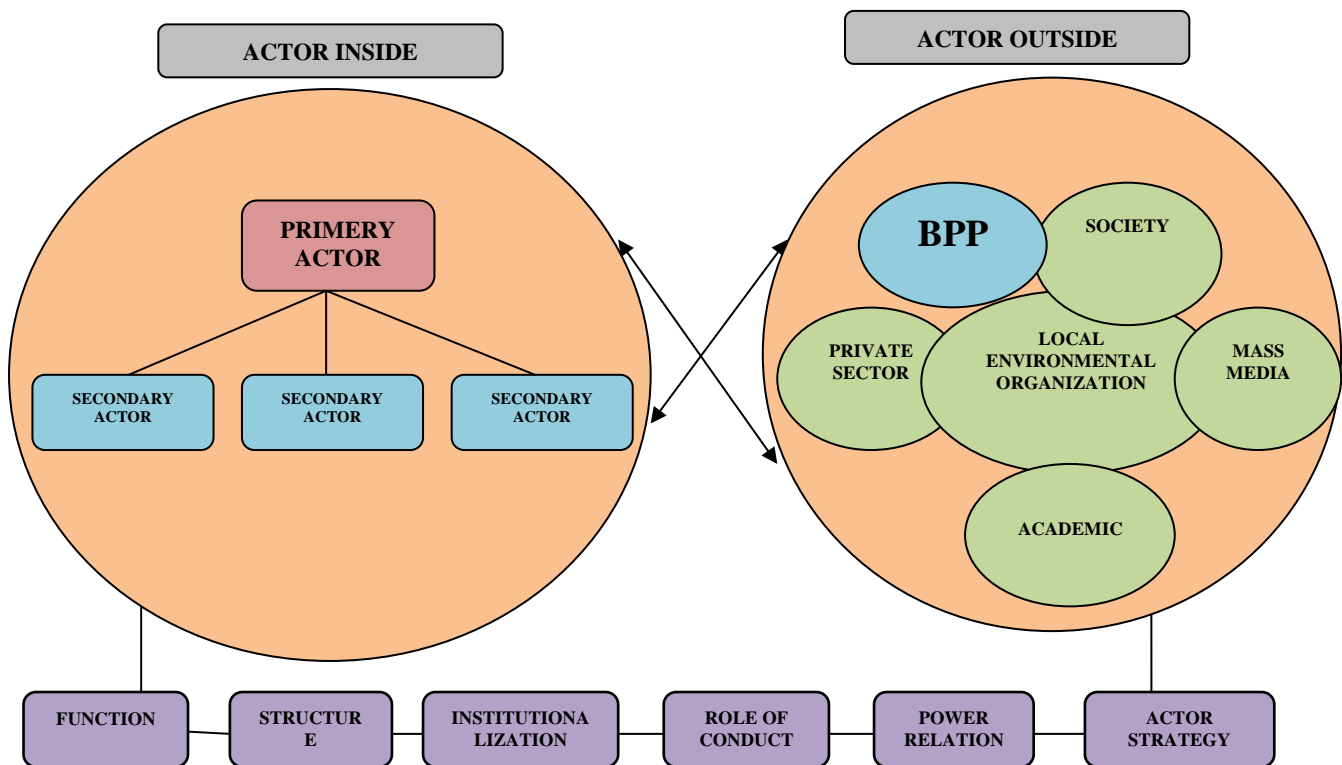 ACTOR INSIDE
ACTOR OUTSIDE
PRIMERY
ACTOR
SECONDARY
ACTOR
SECONDARY
ACTOR
SECONDARY
ACTOR
BPP
SOCIETY
PRIVATE
SECTOR
LOCAL
ENVIRONMENTAL
ORGANIZATION
MASS
MEDIA
ACADEMIC
FUNCTION
STRUCTUR
E
INSTITUTIONA
LIZATION
ROLE OF
CONDUCT
POWER
RELATION
ACTOR
STRATEGY